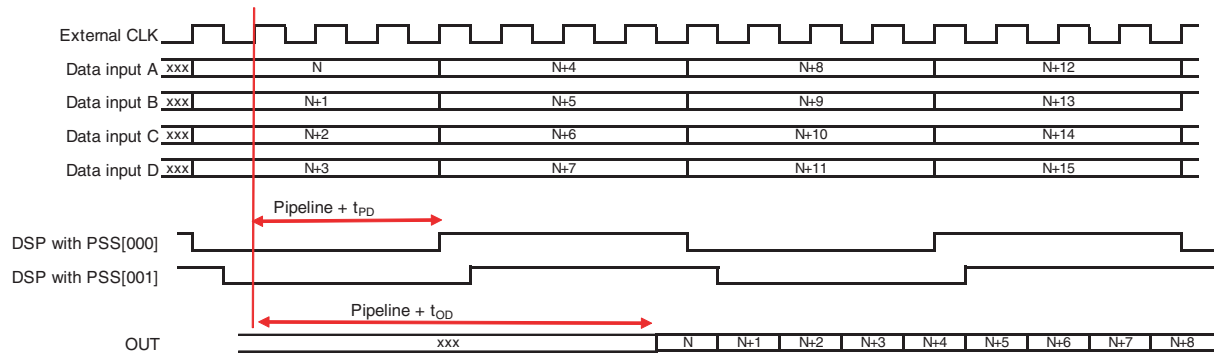 External CLK
Data input A xxx N N+4 N+8 N+12
Data input B xxx N+1 N+5 N+9 N+13
Data input C xxx N+2 N+6 N+10 N+14
Data input D xxx N+3 N+7 N+11 N+15
Pipeline + tPD
DSP with PSS[000]
DSP with PSS[001]
Pipeline + tOD
OUT xxx N N+1 N+2 N+3 N+4 N+5 N+6 N+7 N+8